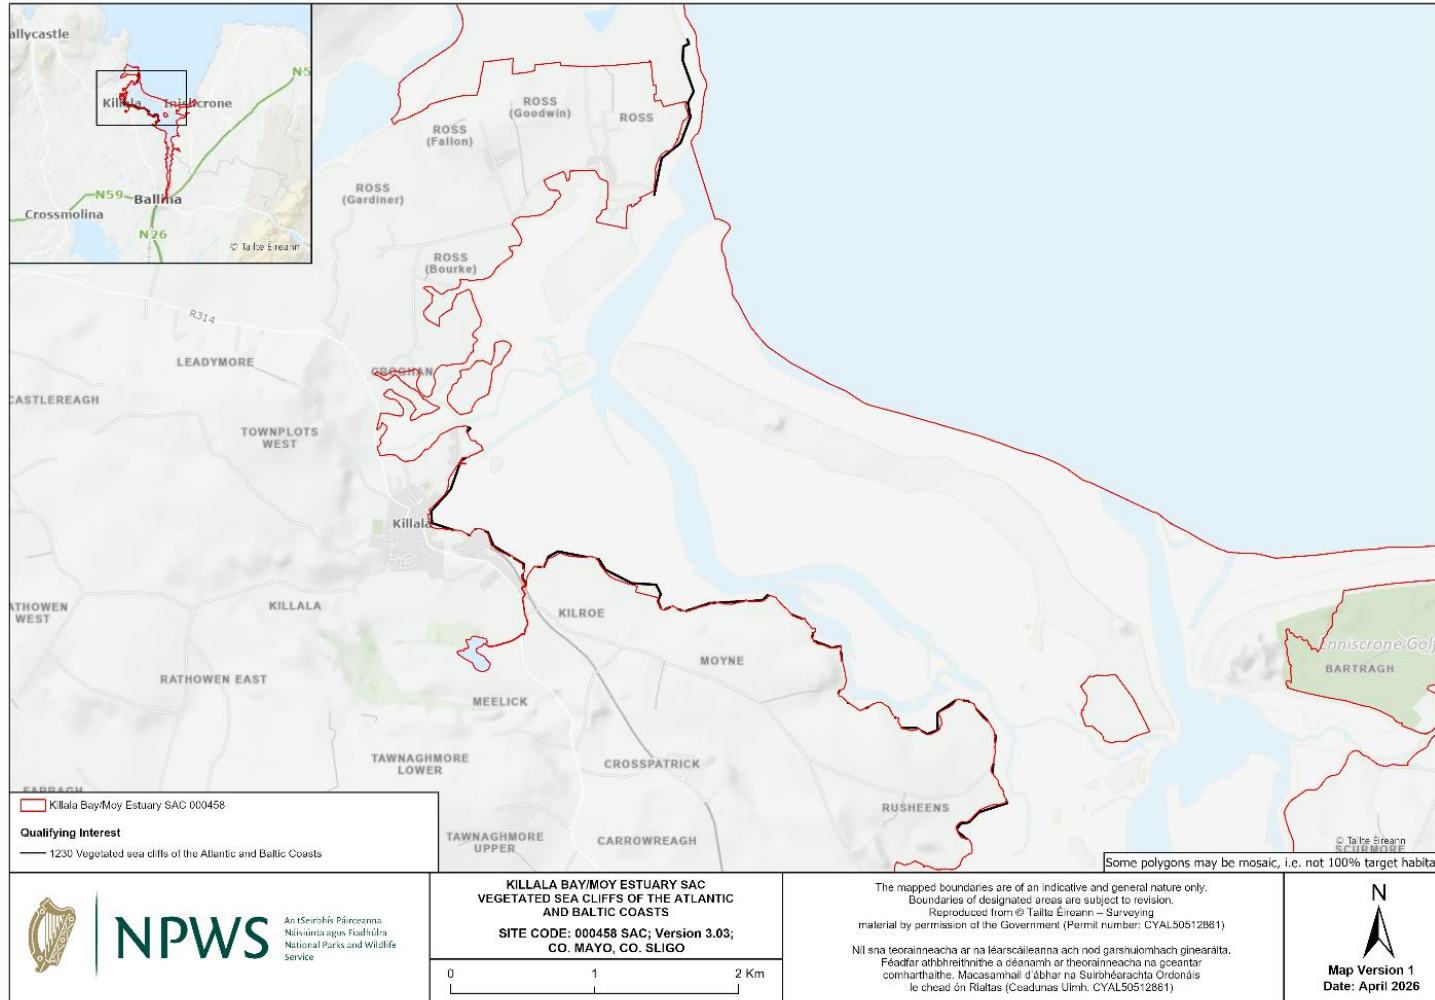 allycastle
N5
Killala
Inishcrone
N59
Ballina
Crossmolina
N26
© Tailte Éireann
ROSS
(Goodwin)
ROSS
ROSS
(Fallon)
ROSS
(Gardiner)
ROSS
(Bourke)
R314
LEADYMORE
CROGHAN
CASTLEREAGH
TOWNPLOTS
WEST
Killala
ATHOWEN
WEST
KILLALA
KILROE
MOYNE
Enniscrone Golf
BARTRAGH
RATHOWEN EAST
MEELICK
TAWNAGHMORE
LOWER
CROSSPATRICK
FARRAGH
RUSHEENS
TAWNAGHMORE
UPPER
CARROWREAGH
© Tailte Éireann
SCURMORE
Killala Bay/Moy Estuary SAC 000458
Qualifying Interest
1230 Vegetated sea cliffs of the Atlantic and Baltic Coasts
Some polygons may be mosaic, i.e. not 100% target habita
NPWS
An tSeirbhís Páirceanna
Náisiúnta agus Fiadhúlra
National Parks and Wildlife
Service
KILLALA BAY/MOY ESTUARY SAC
VEGETATED SEA CLIFFS OF THE ATLANTIC
AND BALTIC COASTS
SITE CODE: 000458 SAC; Version 3.03;
CO. MAYO, CO. SLIGO
0 1 2 Km
The mapped boundaries are of an indicative and general nature only.
Boundaries of designated areas are subject to revision.
Reproduced from © Tailte Éireann – Surveying
material by permission of the Government (Permit number: CYAL50512861)
Níl sna teorainneacha ar na léarscáileanna ach nod garshuíomhach ginearálta.
Féadfar athbhreithnithe a déanamh ar theorainneacha na gceantar
comharthaithe. Macasamhail d'ábhar na Suirbhéarachta Ordonáis
le chead ón Rialtas (Ceadunas Uimh. CYAL50512861)
N
Map Version 1
Date: April 2026